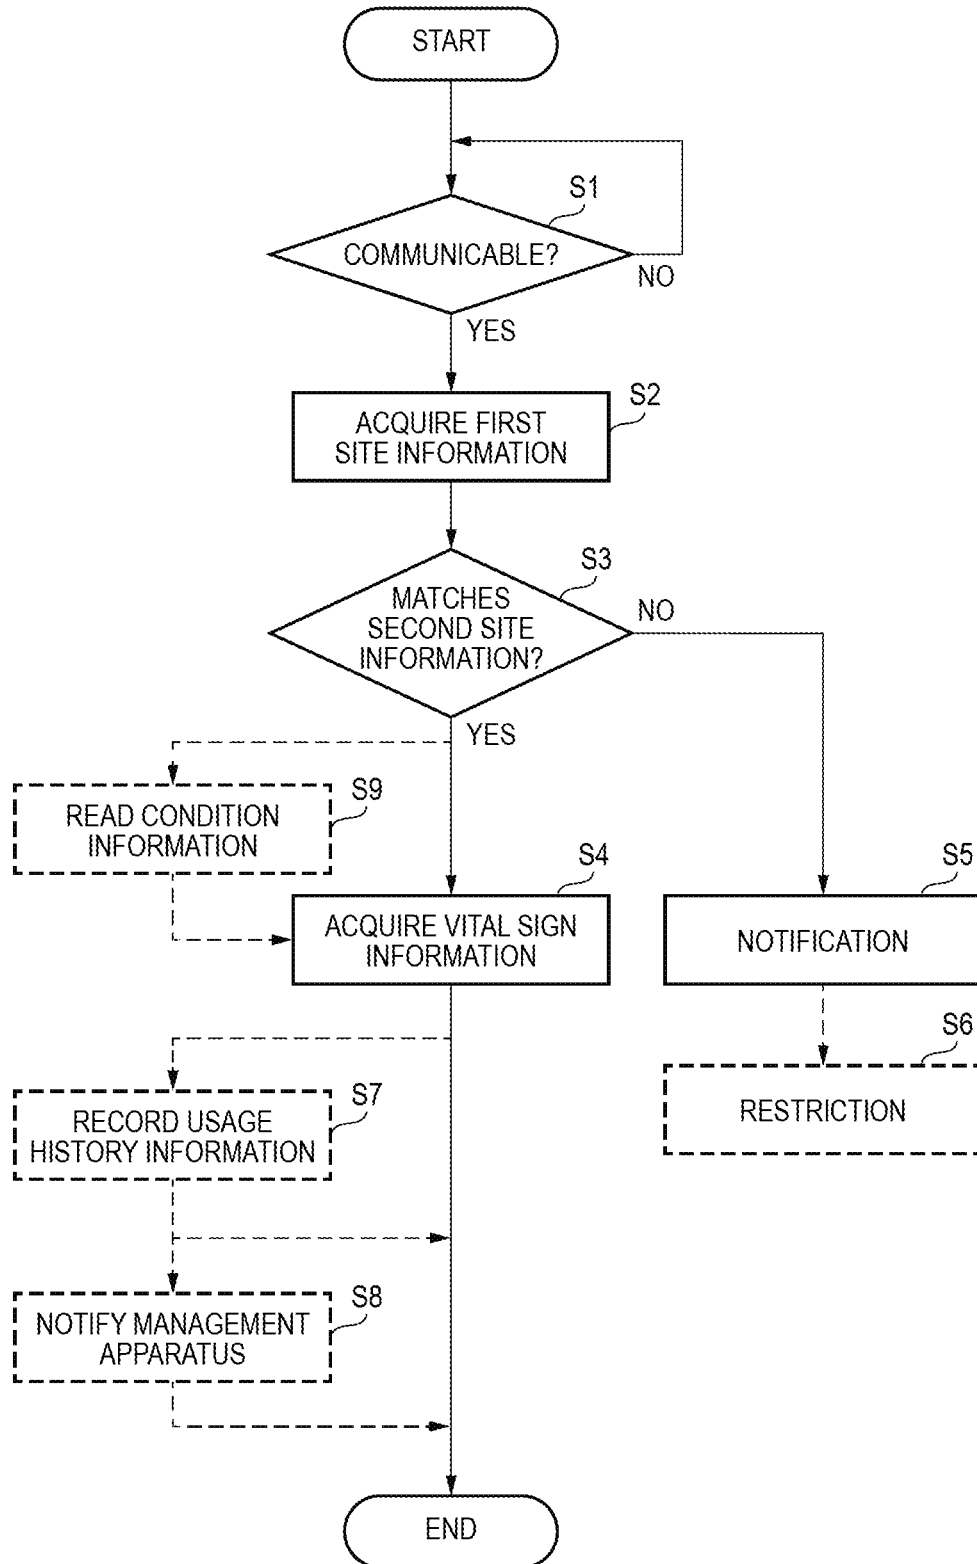 START
S1
COMMUNICABLE?
NO
YES
S2
ACQUIRE FIRST
SITE INFORMATION
S3
MATCHES
SECOND SITE
INFORMATION?
NO
YES
S9
READ CONDITION
INFORMATION
S4
ACQUIRE VITAL SIGN
INFORMATION
S5
NOTIFICATION
S6
RESTRICTION
S7
RECORD USAGE
HISTORY INFORMATION
S8
NOTIFY MANAGEMENT
APPARATUS
END